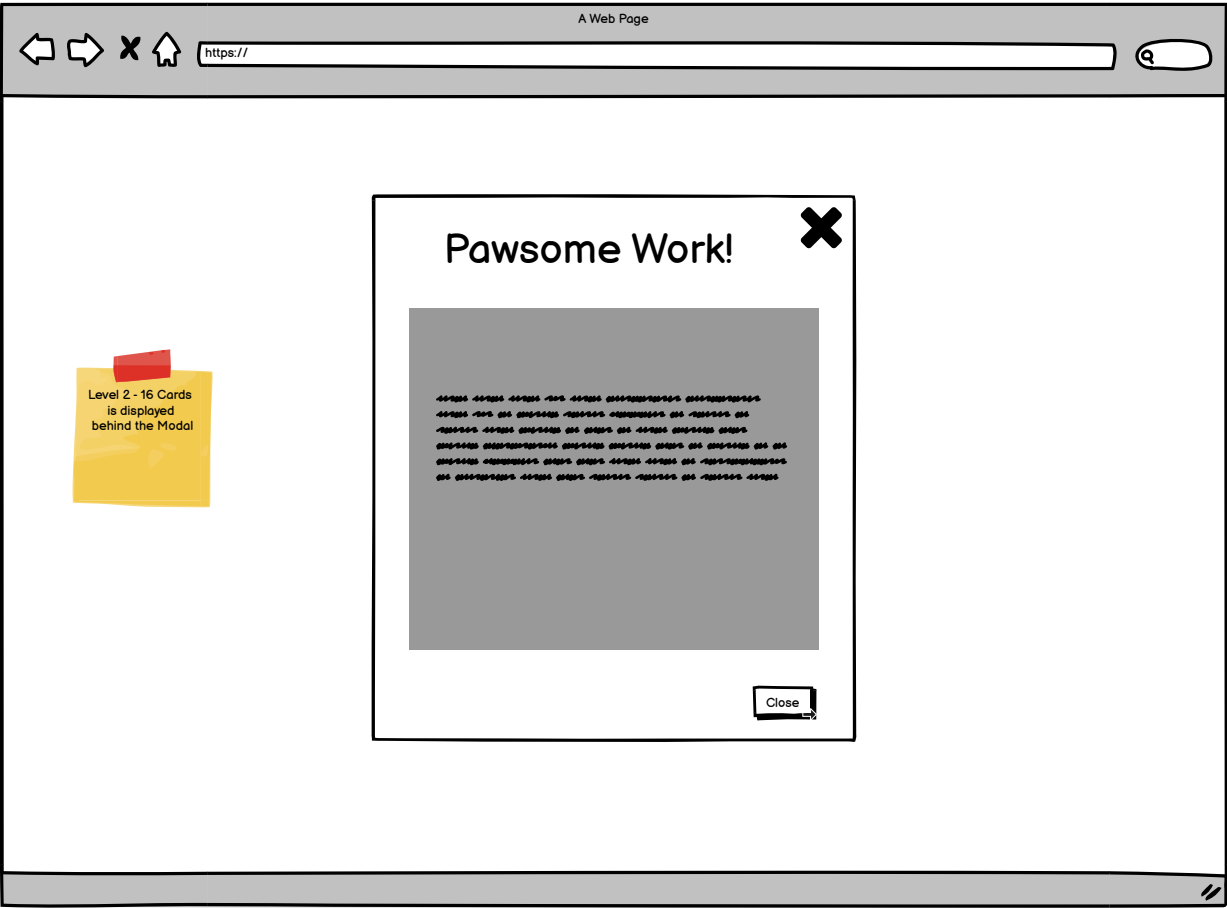 A Web Page
https://
Pawsome Work!
Level 2 - 16 Cards
is displayed
behind the Modal
Close